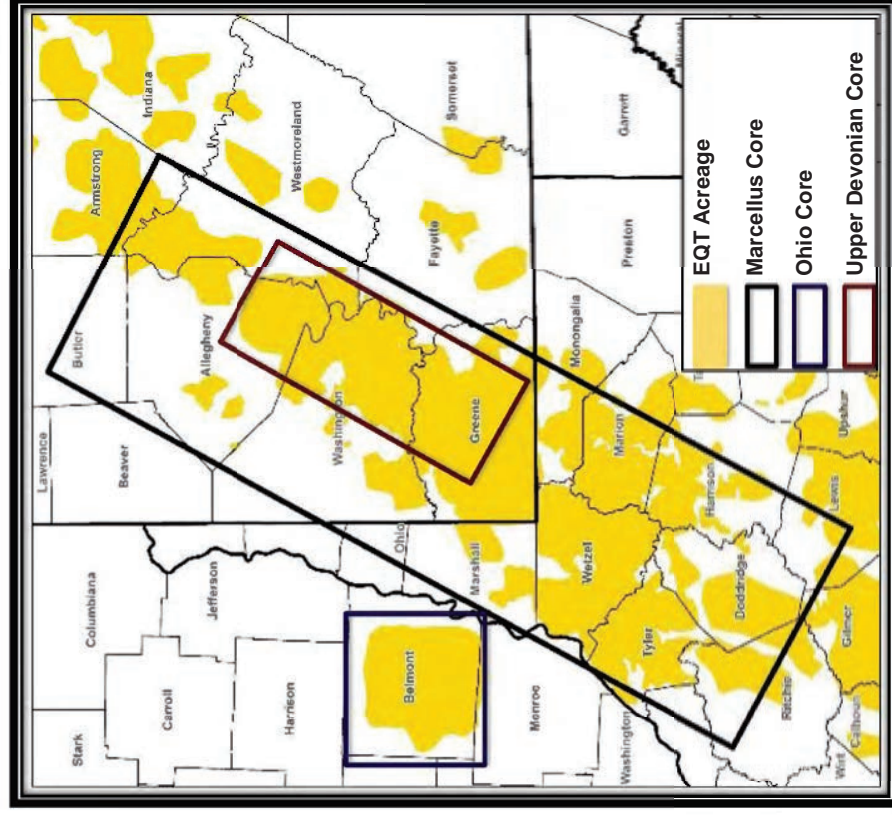 Stark
Columbiana
Lawrence
Butler
Armstrong
Indiana
Carroll
Jefferson
Beaver
Allegheny
Westmoreland
Harrison
Washington
Somerset
Belmont
Ohio
Marshall
Greene
Fayette
Monroe
Wetzel
Monongalia
Preston
Garrett
Mineral
Washington
Tyler
Marion
Harrison
Doddridge
Ritchie
Wirt
Calhoun
Gilmer
Lewis
Upshur
EQT Acreage
Marcellus Core
Ohio Core
Upper Devonian Core